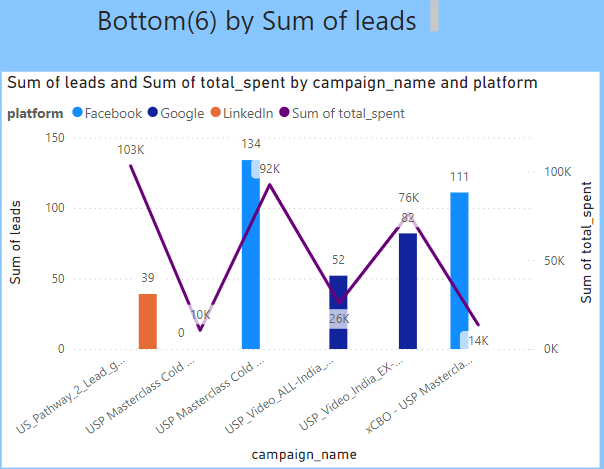 Bottom(6) by Sum of leads
Sum of leads and Sum of total_spent by campaign_name and platform
platform Facebook Google LinkedIn Sum of total_spent
Sum of leads
150
100
50
0
103K
39
10K
0
134
92K
52
26K
76K
82
111
14K
100K
50K
0K
Sum of total_spent
US_Pathway_2_Lead_g...
USP Masterclass Cold ...
USP Masterclass Cold ...
USP_Video_ALL-India_...
USP_Video_India_EX-...
xCBO - USP Mastercla...
campaign_name